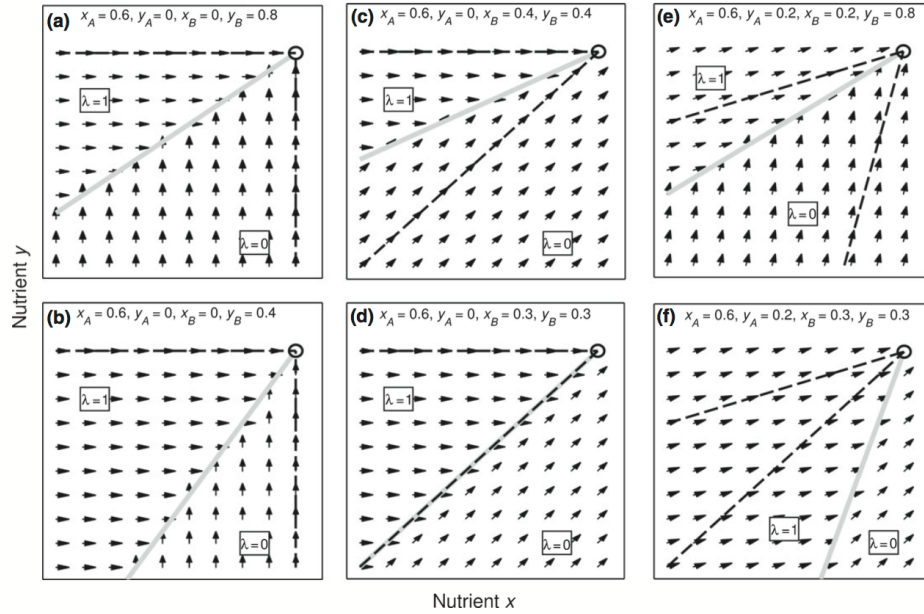 (a) x_A = 0.6, y_A = 0, x_B = 0, y_B = 0.8
λ = 1
λ = 0
(c) x_A = 0.6, y_A = 0, x_B = 0.4, y_B = 0.4
λ = 1
λ = 0
(e) x_A = 0.6, y_A = 0.2, x_B = 0.2, y_B = 0.8
λ = 1
λ = 0
Nutrient y
(b) x_A = 0.6, y_A = 0, x_B = 0, y_B = 0.4
λ = 1
λ = 0
(d) x_A = 0.6, y_A = 0, x_B = 0.3, y_B = 0.3
λ = 1
λ = 0
(f) x_A = 0.6, y_A = 0.2, x_B = 0.3, y_B = 0.3
λ = 1
λ = 0
Nutrient x